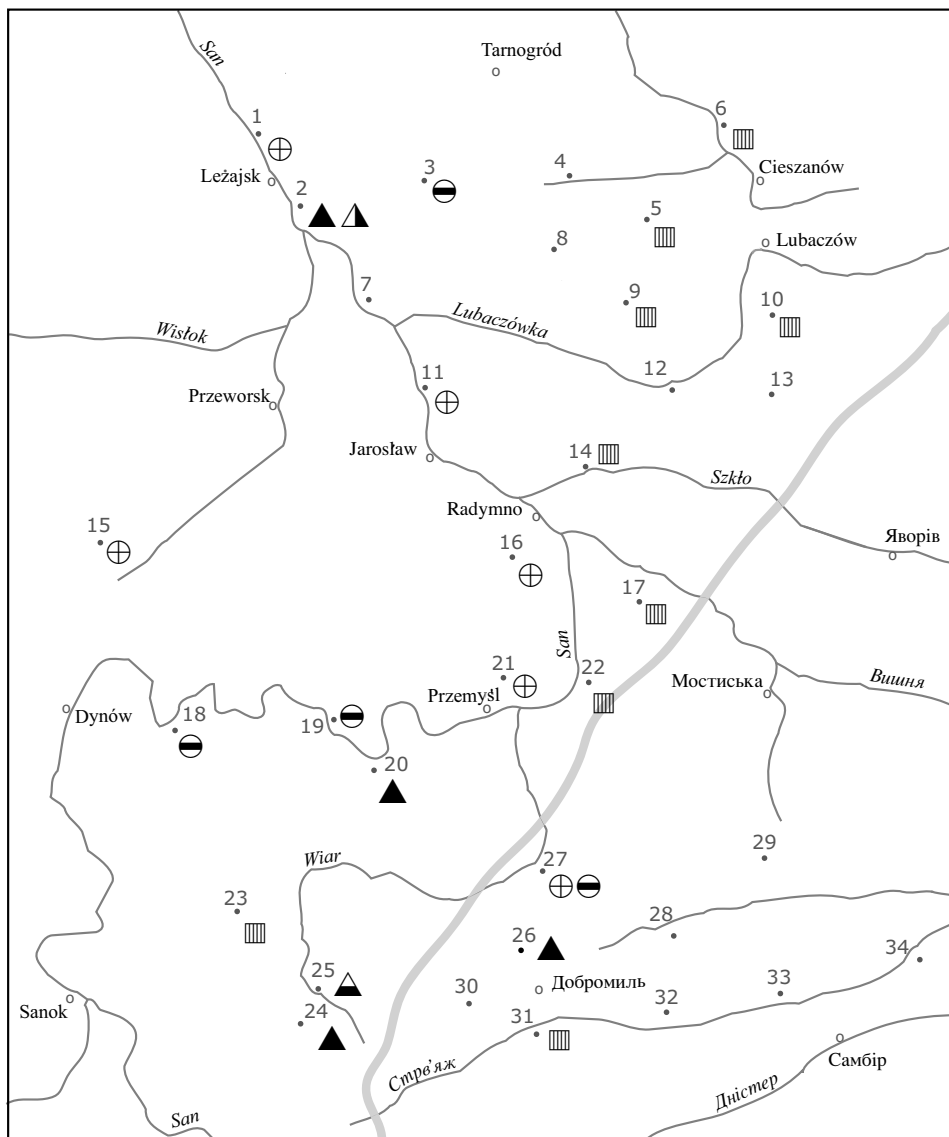 San
Tarnogród
1
6
Leżajsk
2
3
4
Cieszanów
5
8
Lubaczów
7
9
10
Wisłok
Lubaczówka
11
12
13
Przeworsk
Jarosław
14
Szkło
Radymno
15
16
Яворів
17
San
21
22
Przemyśl
Мостиська
Вишня
Dynów
18
19
20
Wiar
27
29
23
28
26
34
25
Добромиль
33
Sanok
30
32
24
31
Самбір
Стрв'яж
Дністер
San